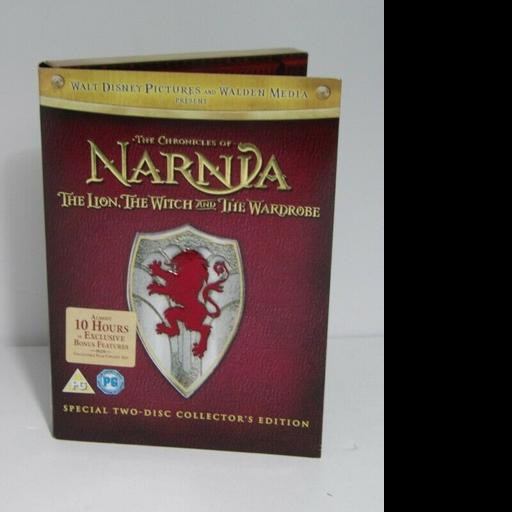 WALT DISNEY PICTURES AND WALDEN MEDIA
PRESENT
THE CHRONICLES OF
NARNIA
THE LION, THE WITCH AND THE WARDROBE
ALMOST
10 HOURS
OF EXCLUSIVE
BONUS FEATURES
PLUS
PG
PG
SPECIAL TWO-DISC COLLECTOR'S EDITION